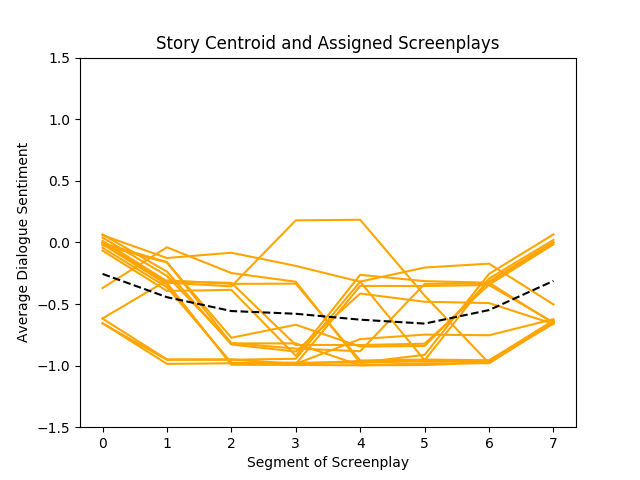 Story Centroid and Assigned Screenplays
1.5
1.0
0.5
0.0
−0.5
−1.0
−1.5
Average Dialogue Sentiment
0 1 2 3 4 5 6 7
Segment of Screenplay